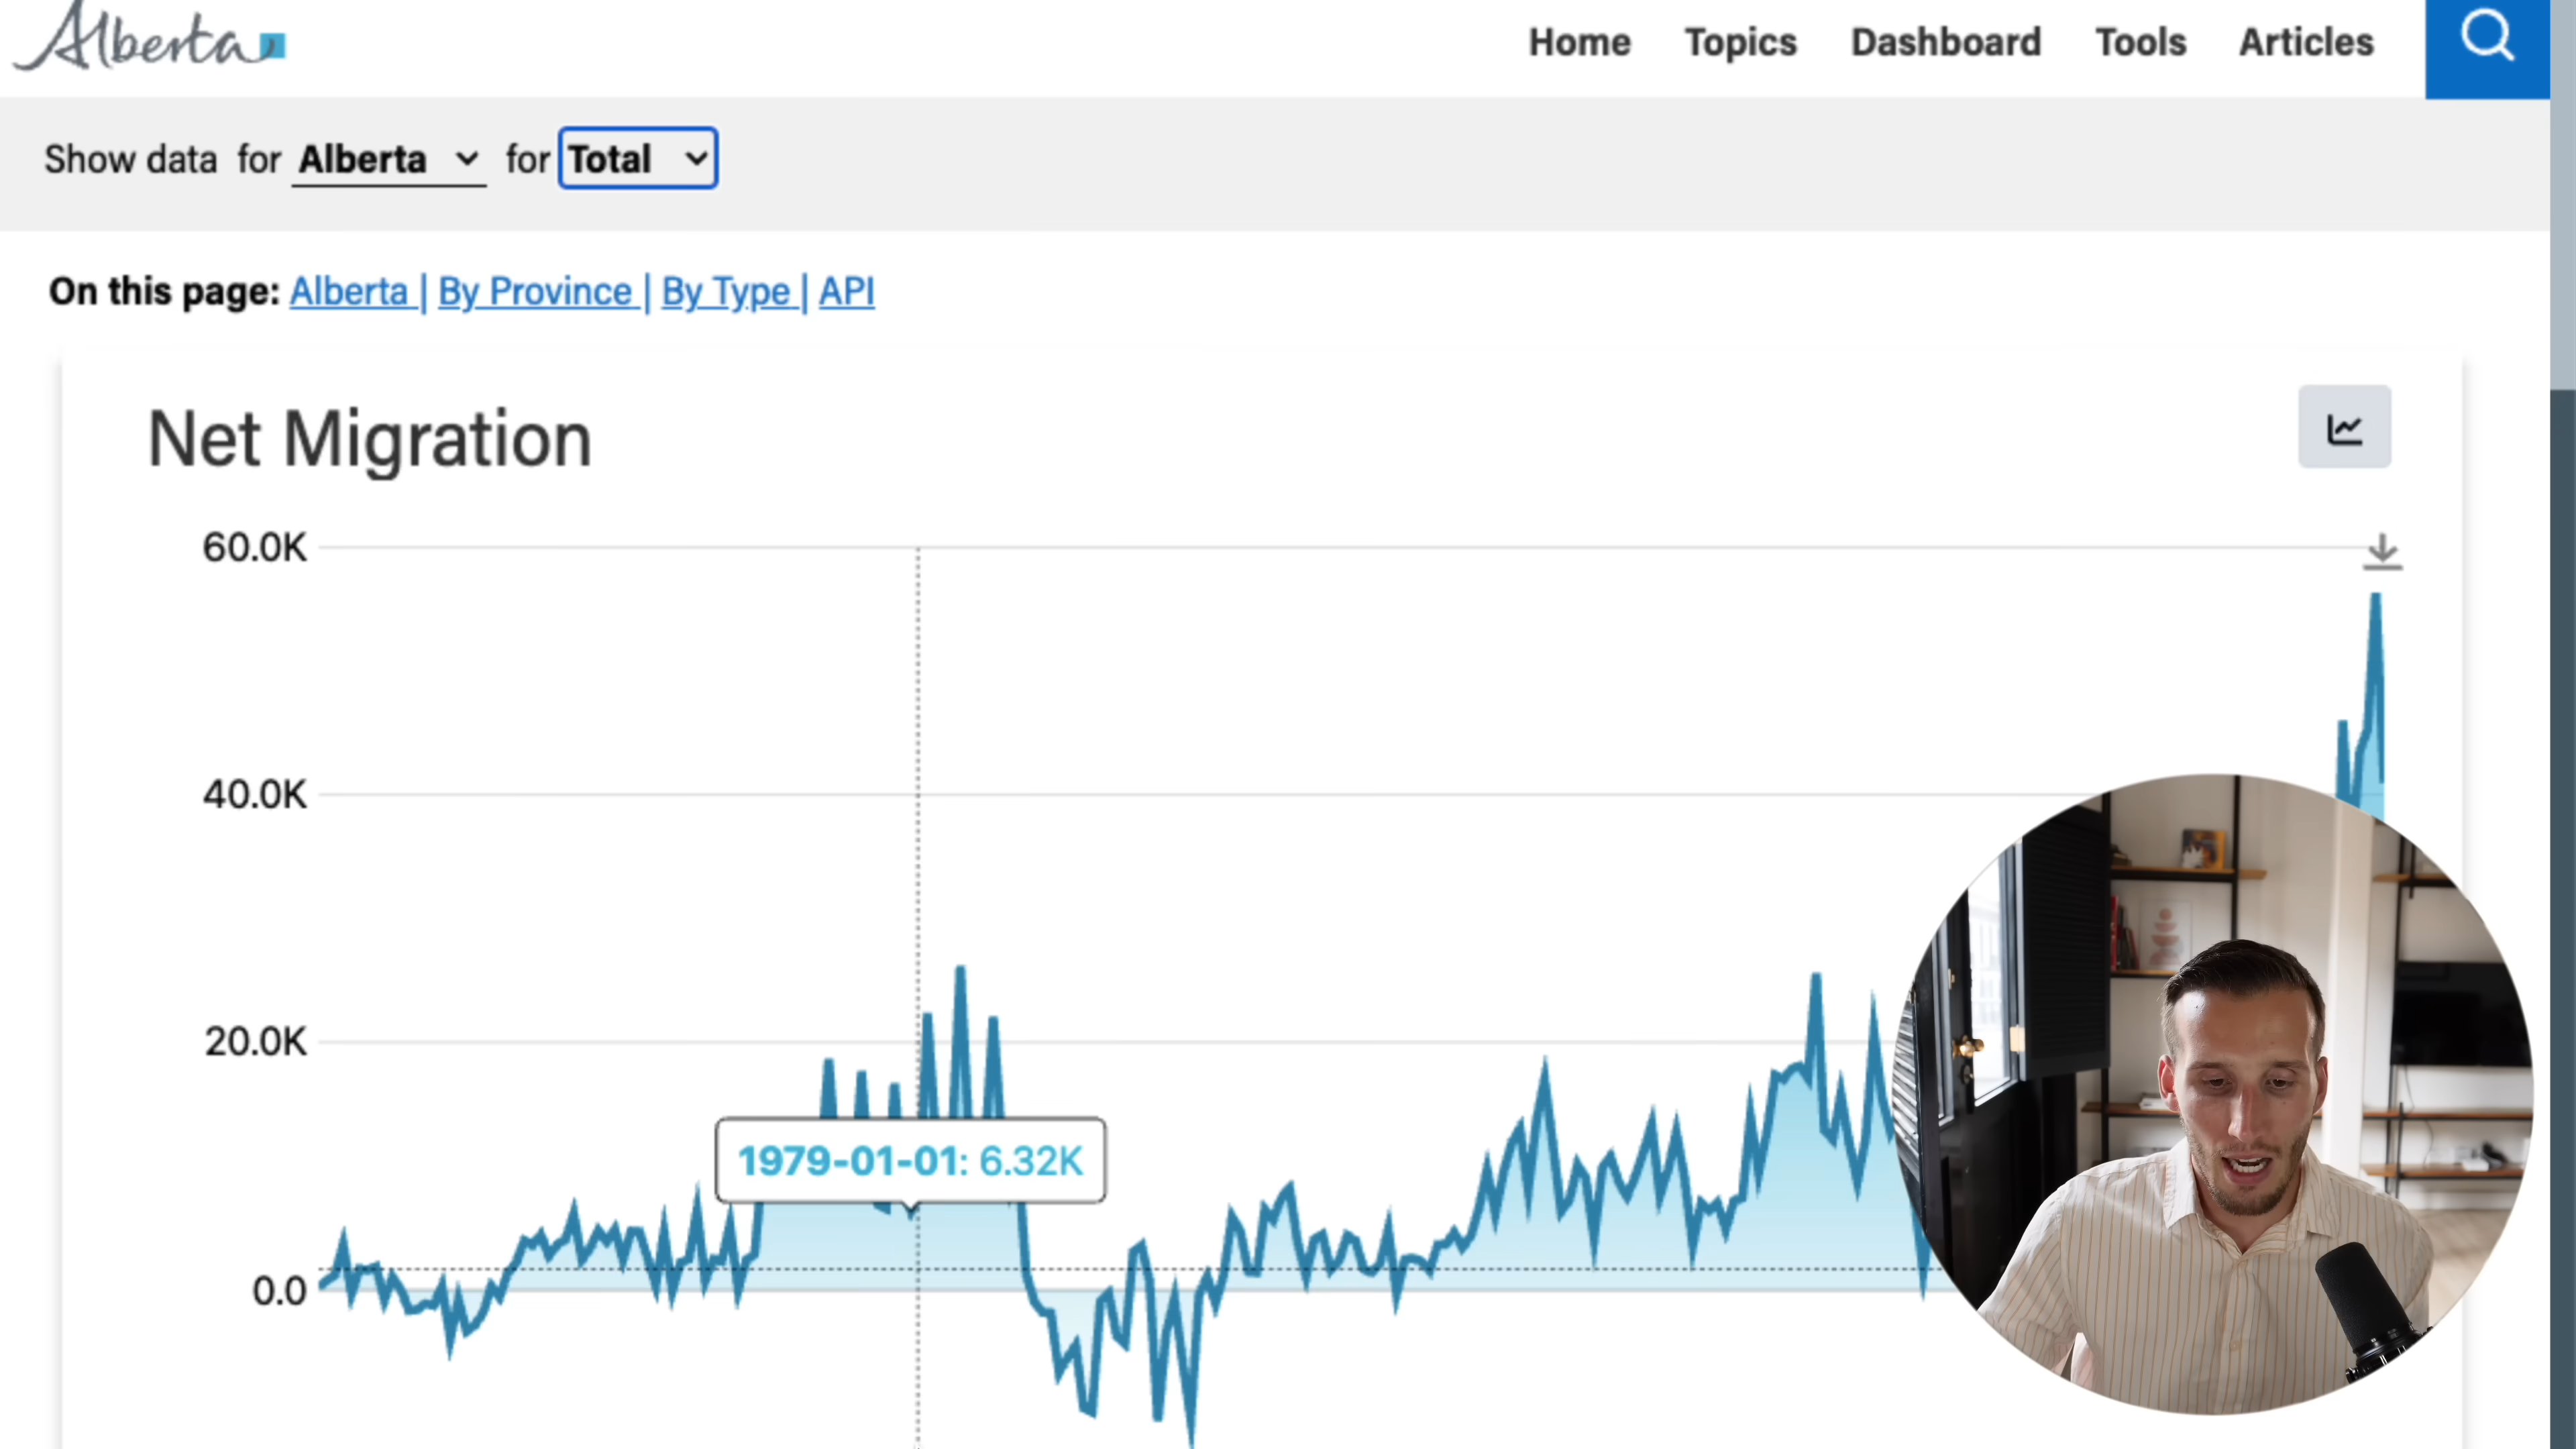 Alberta
Home Topics Dashboard Tools Articles
Show data for Alberta for Total
On this page: Alberta | By Province | By Type | API
Net Migration
60.0K
40.0K
20.0K
1979-01-01: 6.32K
0.0